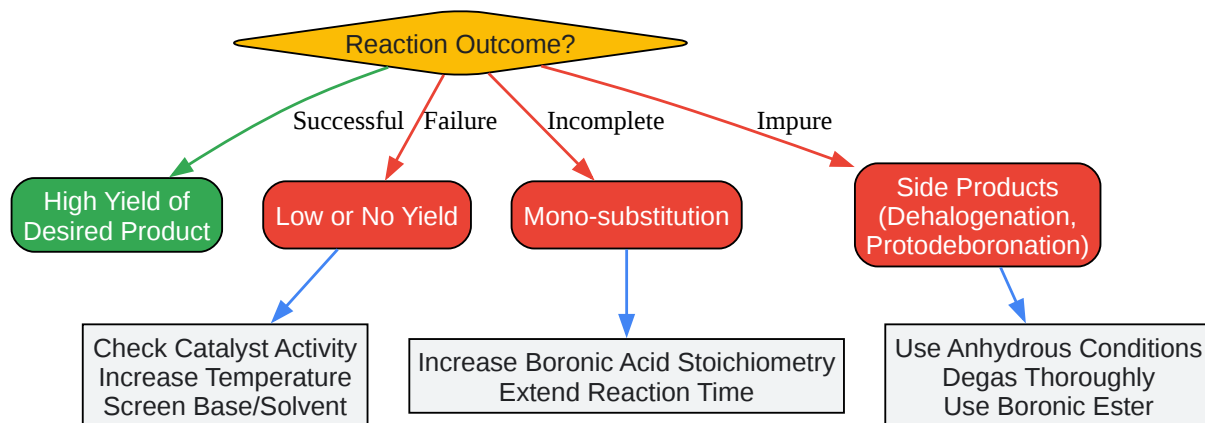 Reaction Outcome?
Successful
Failure
Incomplete
Impure
High Yield of
Desired Product
Low or No Yield
Mono-substitution
Side Products
(Dehalogenation,
Protodeboronation)
Check Catalyst Activity
Increase Temperature
Screen Base/Solvent
Increase Boronic Acid Stoichiometry
Extend Reaction Time
Use Anhydrous Conditions
Degas Thoroughly
Use Boronic Ester